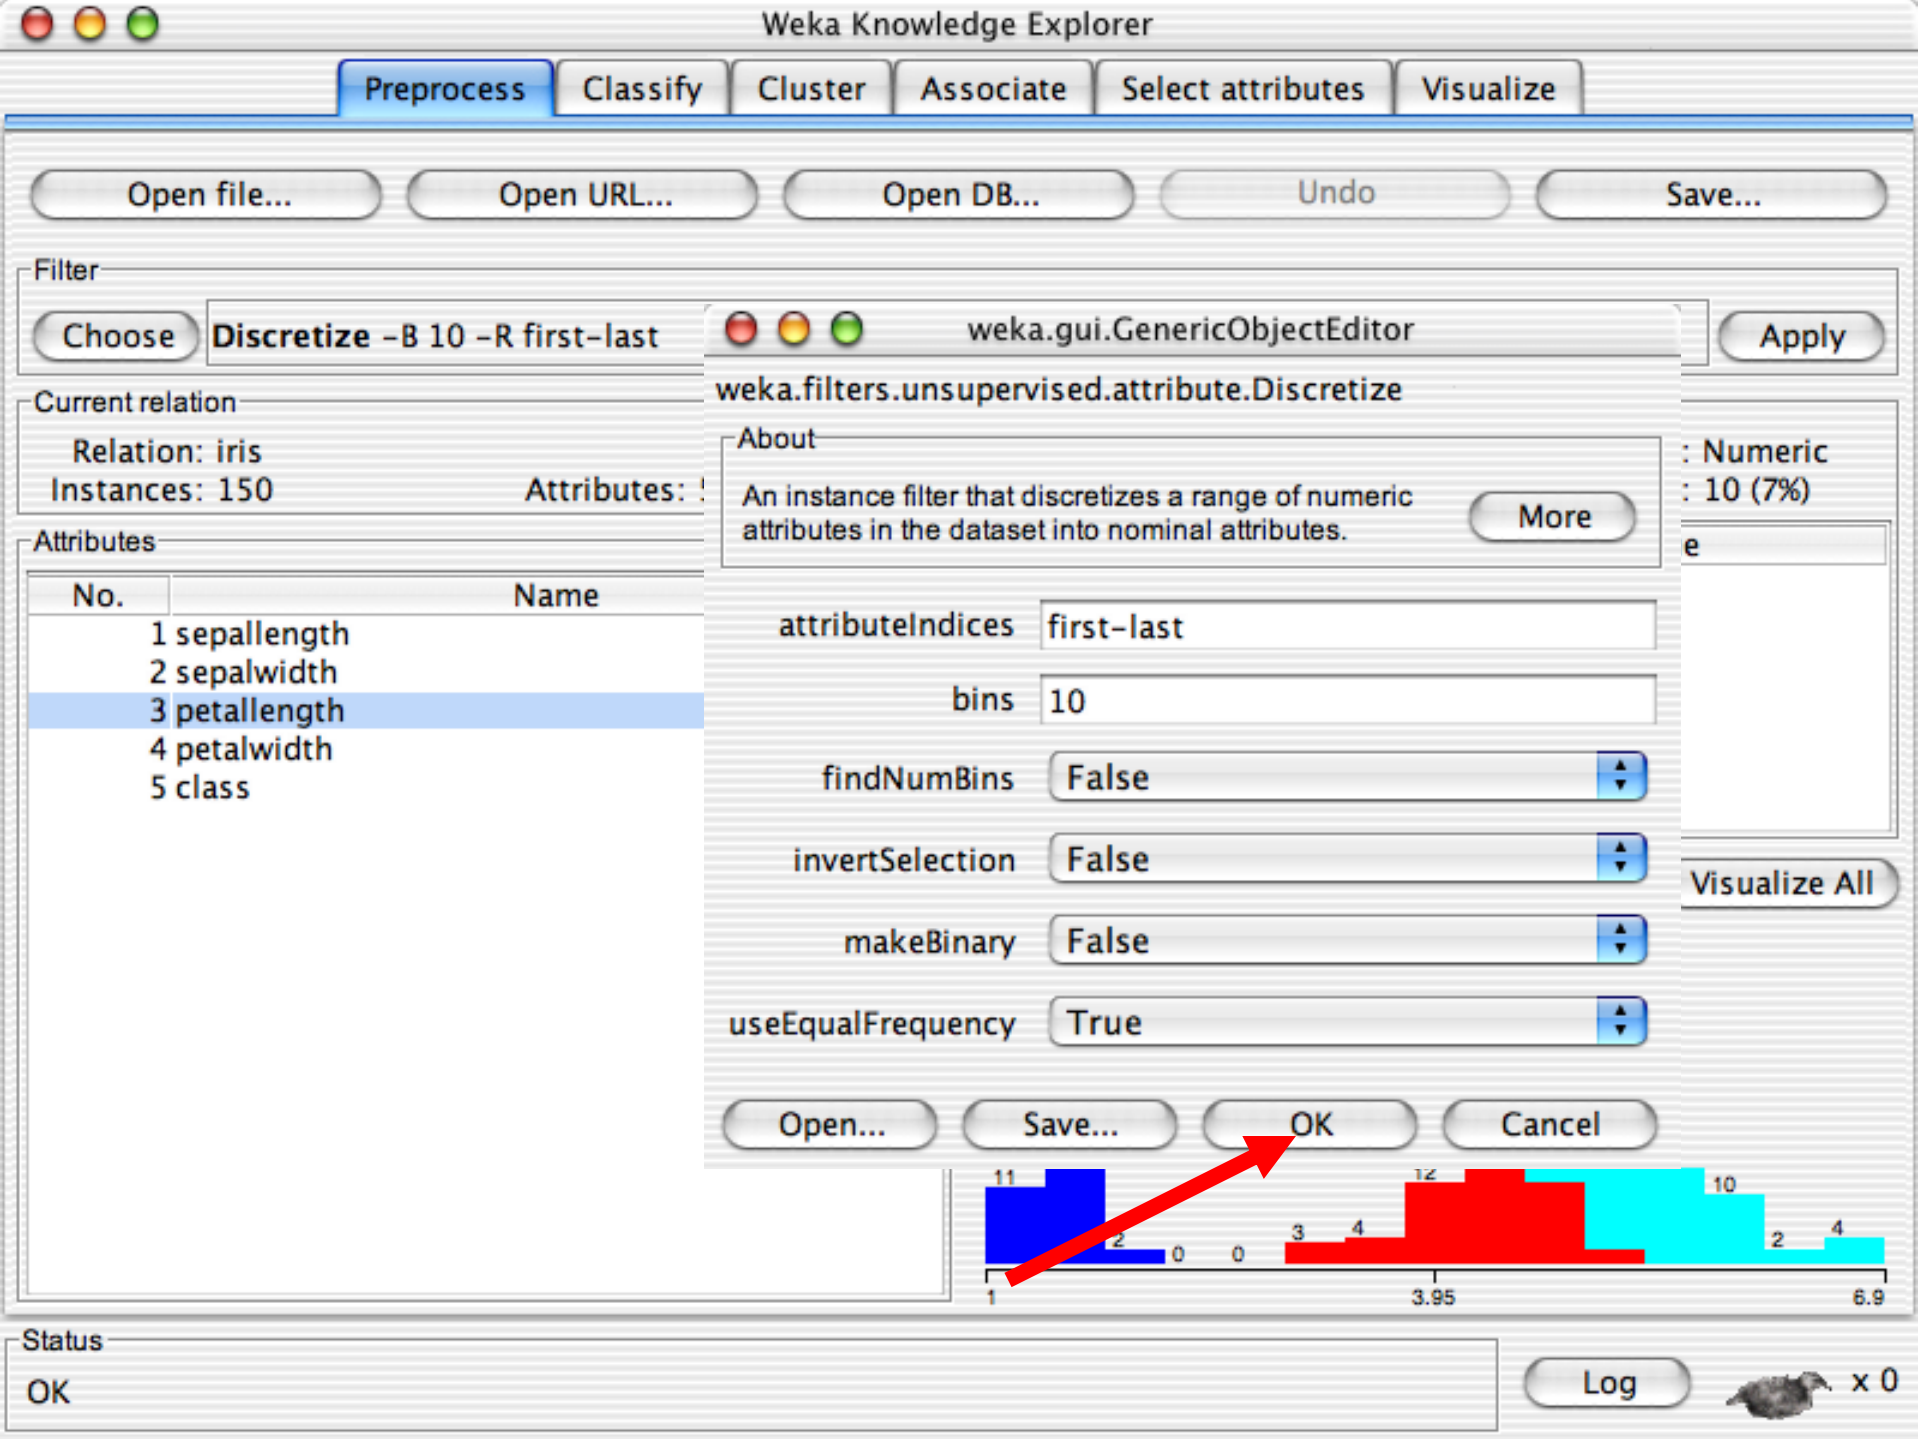 Weka Knowledge Explorer
Preprocess Classify Cluster Associate Select attributes Visualize
Open file... Open URL... Open DB... Undo Save...
Filter
Choose Discretize -B 10 -R first-last Apply
weka.gui.GenericObjectEditor
weka.filters.unsupervised.attribute.Discretize
Current relation
Relation: iris
Instances: 150 Attributes:
: Numeric
: 10 (7%)
e
About
An instance filter that discretizes a range of numeric
attributes in the dataset into nominal attributes.
More
Attributes
No. Name
1 sepallength
2 sepalwidth
3 petallength
4 petalwidth
5 class
attributeIndices first-last
bins 10
findNumBins False
invertSelection False
makeBinary False
useEqualFrequency True
Open... Save... OK Cancel
Visualize All
11 2 0 0 3 4 12 10 2 4
1 3.95 6.9
Status
OK
Log x 0